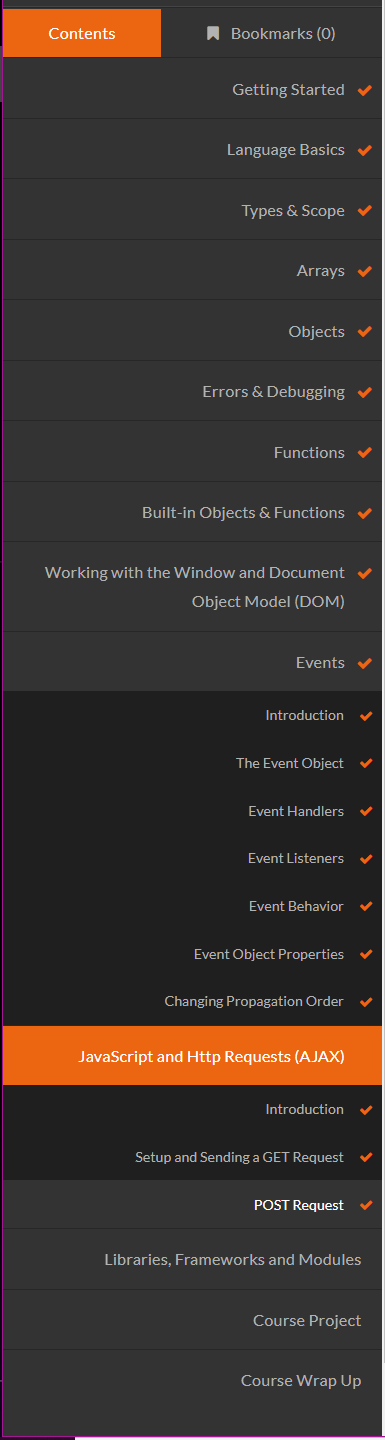 Contents
Bookmarks (0)
Getting Started
Language Basics
Types & Scope
Arrays
Objects
Errors & Debugging
Functions
Built-in Objects & Functions
Working with the Window and Document
Object Model (DOM)
Events
Introduction
The Event Object
Event Handlers
Event Listeners
Event Behavior
Event Object Properties
Changing Propagation Order
JavaScript and Http Requests (AJAX)
Introduction
Setup and Sending a GET Request
POST Request
Libraries, Frameworks and Modules
Course Project
Course Wrap Up